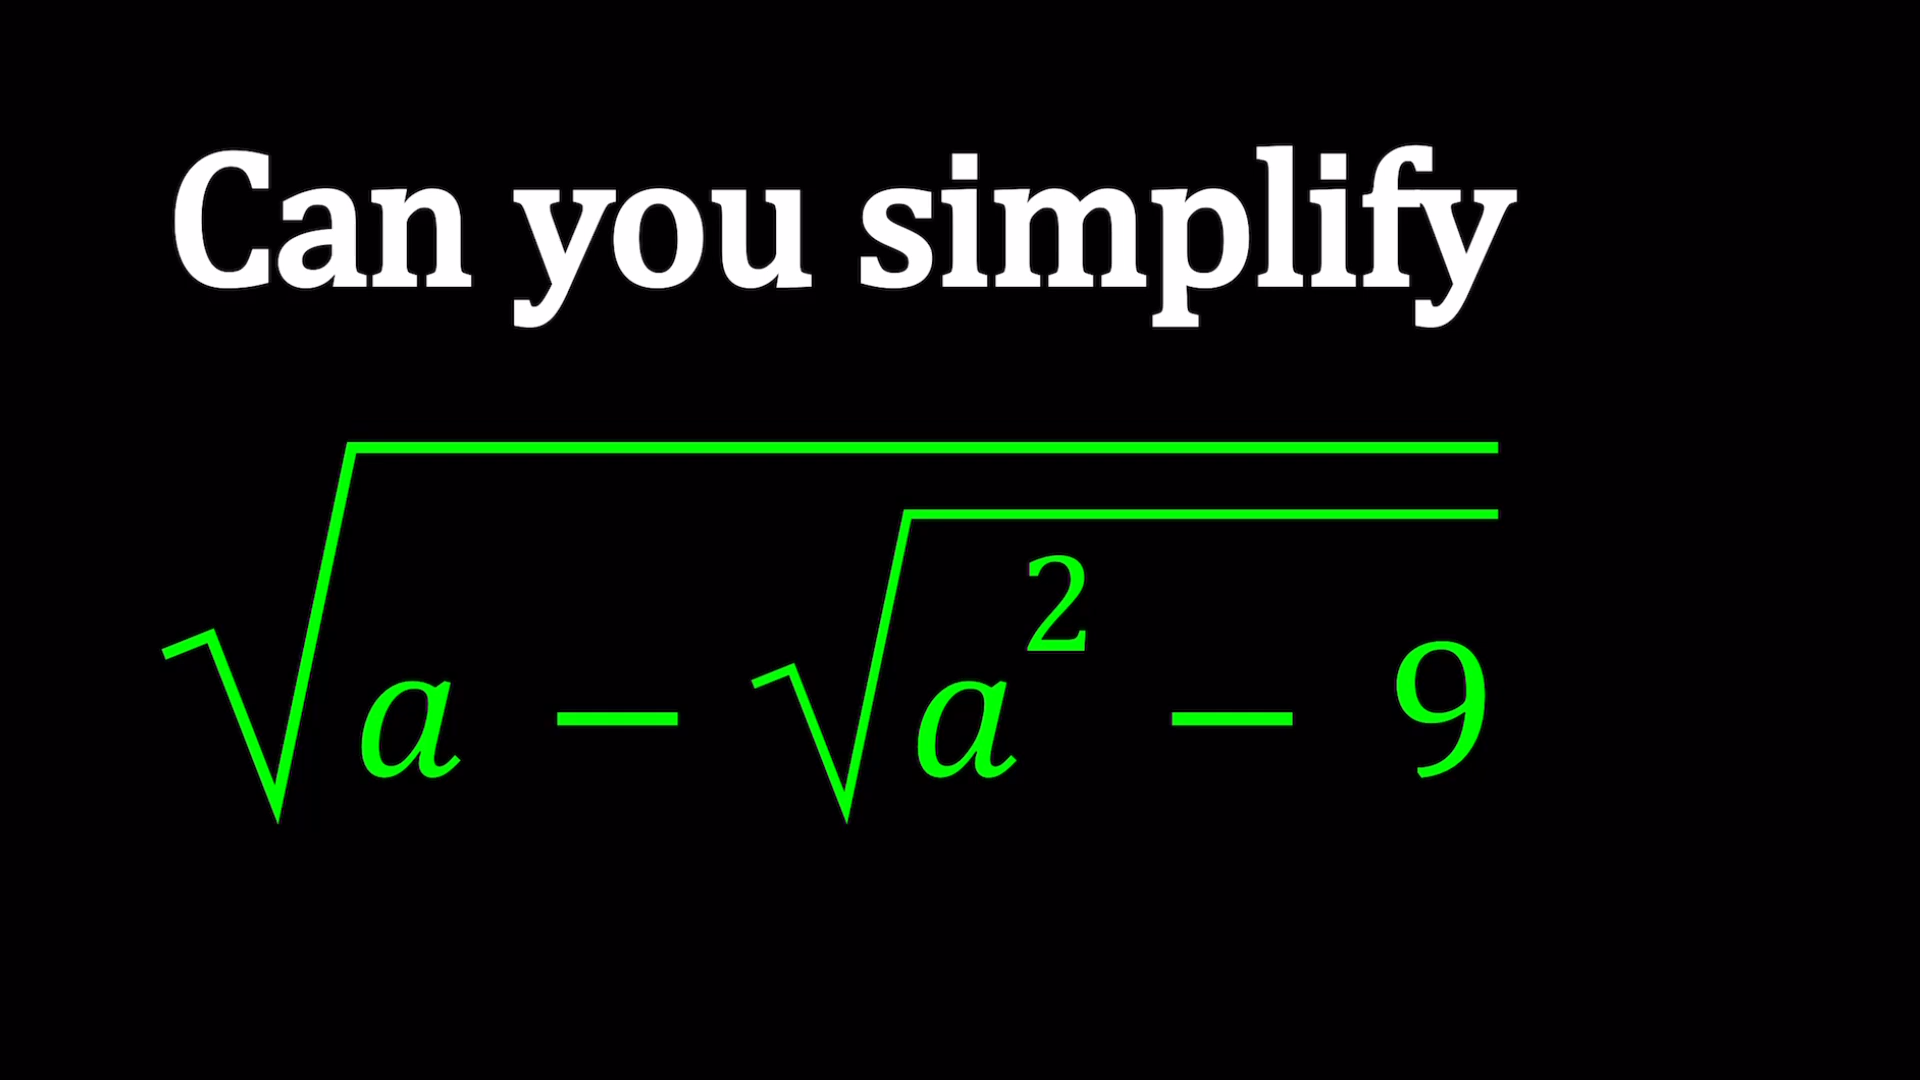 Can you simplify
√(a − √(a² − 9))